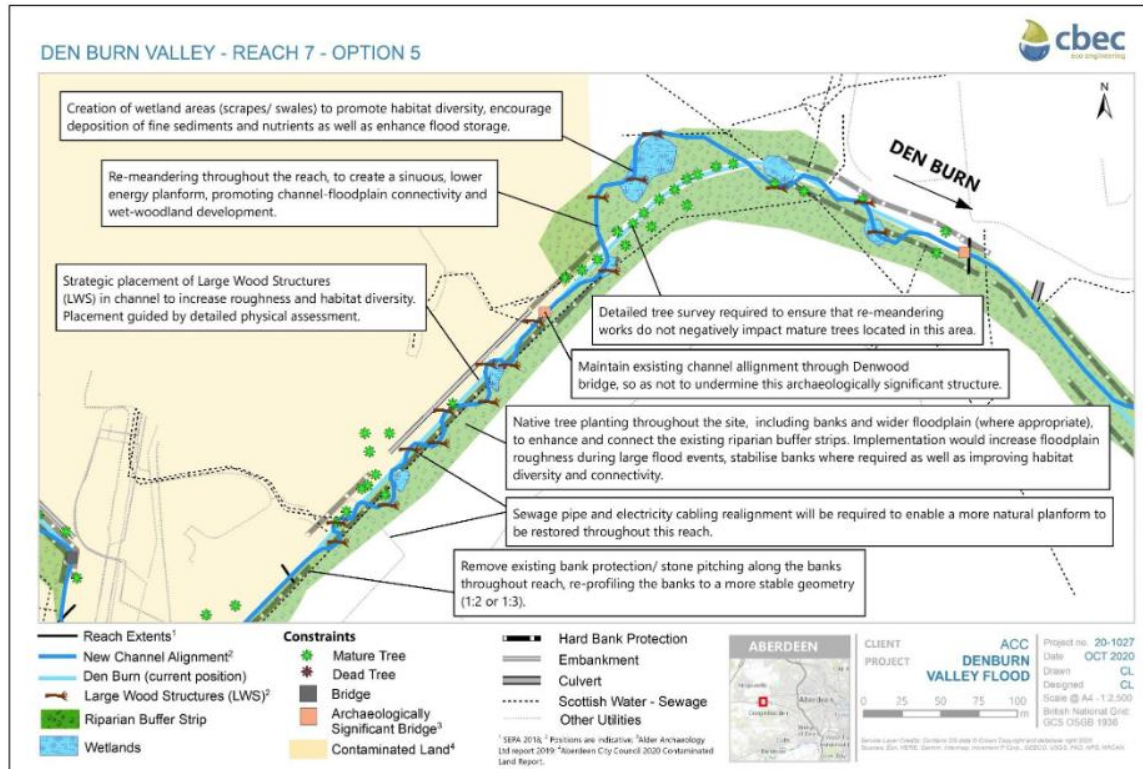 DEN BURN VALLEY - REACH 7 - OPTION 5
cbec
eco engineering
Creation of wetland areas (scrapes/ swales) to promote habitat diversity, encourage
deposition of fine sediments and nutrients as well as enhance flood storage.
N
DEN BURN
Re-meandering throughout the reach, to create a sinuous, lower
energy planform, promoting channel-floodplain connectivity and
wet-woodland development.
Strategic placement of Large Wood Structures
(LWS) in channel to increase roughness and habitat diversity.
Placement guided by detailed physical assessment.
Detailed tree survey required to ensure that re-meandering
works do not negatively impact mature trees located in this area.
Maintain exisiting channel allignment through Denwood
bridge, so as not to undermine this archaeologically significant structure.
Native tree planting throughout the site, including banks and wider floodplain (where appropriate),
to enhance and connect the existing riparian buffer strips. Implementation would increase floodplain
roughness during large flood events, stabilise banks where required as well as improving habitat
diversity and connectivity.
Sewage pipe and electricity cabling realignment will be required to enable a more natural planform to
be restored throughout this reach.
Remove existing bank protection/ stone pitching along the banks
throughout reach, re-profiling the banks to a more stable geometry
(1:2 or 1:3).
Reach Extents¹
New Channel Alignment²
Den Burn (current position)
Large Wood Structures (LWS)²
Riparian Buffer Strip
Wetlands
Constraints
Mature Tree
Dead Tree
Bridge
Archaeologically
Significant Bridge³
Contaminated Land⁴
Hard Bank Protection
Embankment
Culvert
Scottish Water - Sewage
Other Utilities
¹ SEPA 2018; ² Positions are indicative; ³Alder Archaeology
Ltd report 2019; ⁴Aberdeen City Council 2020 Contaminated
Land Report.
ABERDEEN
Aberdeen
CLIENT ACC
PROJECT DENBURN
VALLEY FLOOD
0 25 50 75 100
m
Project no. 20-1027
Date OCT 2020
Drawn CL
Designed CL
Scale @ A4 - 1:2,500
British National Grid:
GCS OSGB 1936